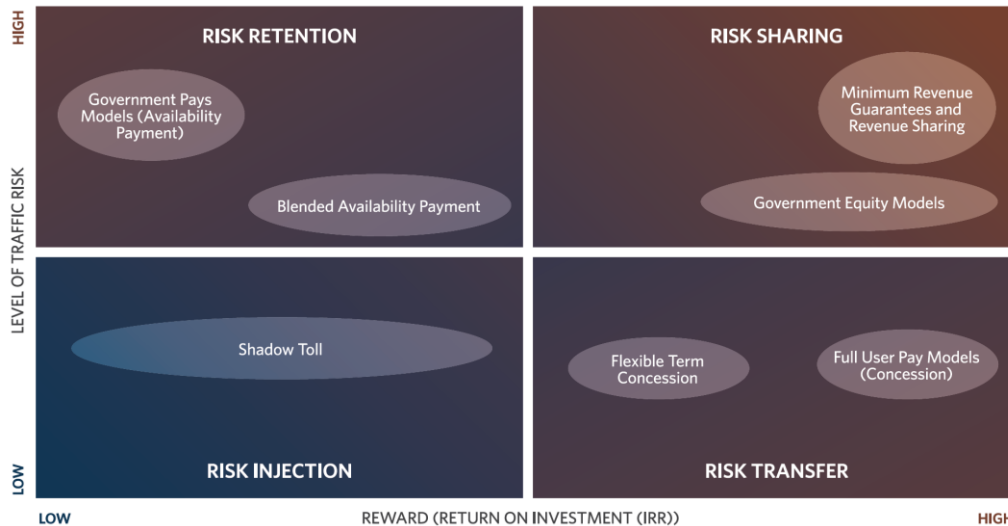 HIGH
RISK RETENTION
RISK SHARING
Government Pays
Models (Availability
Payment)
Minimum Revenue
Guarantees and
Revenue Sharing
Blended Availability Payment
Government Equity Models
LEVEL OF TRAFFIC RISK
Shadow Toll
Flexible Term
Concession
Full User Pay Models
(Concession)
RISK INJECTION
RISK TRANSFER
LOW
LOW
REWARD (RETURN ON INVESTMENT (IRR))
HIGH